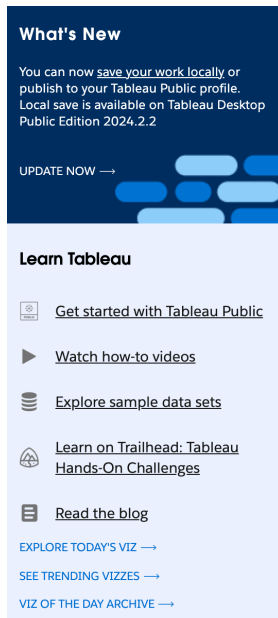 What's New
You can now save your work locally or
publish to your Tableau Public profile.
Local save is available on Tableau Desktop
Public Edition 2024.2.2
UPDATE NOW →
Learn Tableau
Get started with Tableau Public
Watch how-to videos
Explore sample data sets
Learn on Trailhead: Tableau
Hands-On Challenges
Read the blog
EXPLORE TODAY'S VIZ →
SEE TRENDING VIZZES →
VIZ OF THE DAY ARCHIVE →